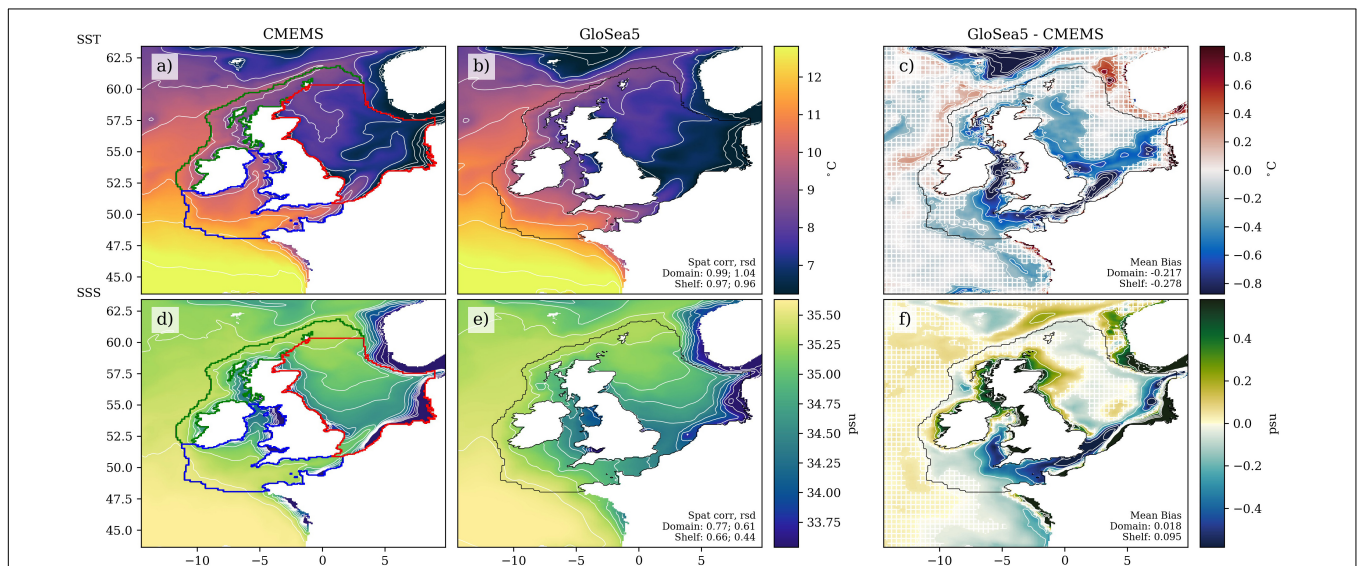 SST
CMEMS
GloSea5
GloSea5 - CMEMS
a)
b)
c)
62.5
60.0
57.5
55.0
52.5
50.0
47.5
45.0
Spat corr, rsd
Domain: 0.99; 1.04
Shelf: 0.97; 0.96
12
11
10
9
8
7
°C
Mean Bias
Domain: -0.217
Shelf: -0.278
0.8
0.6
0.4
0.2
0.0
−0.2
−0.4
−0.6
−0.8
°C
SSS
d)
e)
f)
62.5
60.0
57.5
55.0
52.5
50.0
47.5
45.0
Spat corr, rsd
Domain: 0.77; 0.61
Shelf: 0.66; 0.44
35.50
35.25
35.00
34.75
34.50
34.25
34.00
33.75
psu
Mean Bias
Domain: 0.018
Shelf: 0.095
0.4
0.2
0.0
−0.2
−0.4
psu
−10 −5 0 5
−10 −5 0 5
−10 −5 0 5